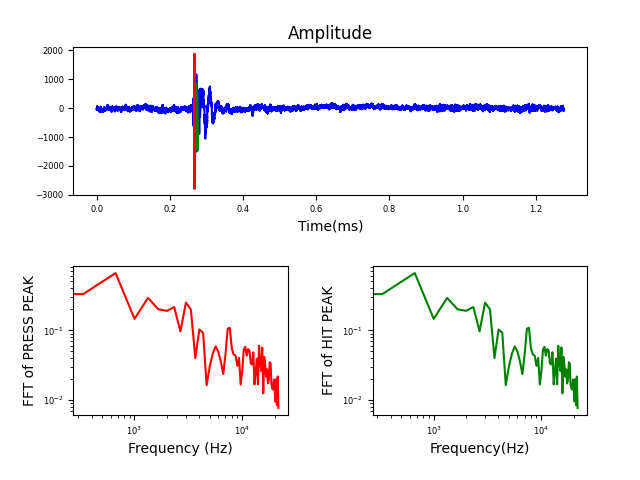 Amplitude
2000
1000
0
−1000
−2000
−3000
0.0 0.2 0.4 0.6 0.8 1.0 1.2
Time(ms)
FFT of PRESS PEAK
10⁻¹
10⁻²
10³ 10⁴
Frequency (Hz)
FFT of HIT PEAK
10⁻¹
10⁻²
10³ 10⁴
Frequency(Hz)